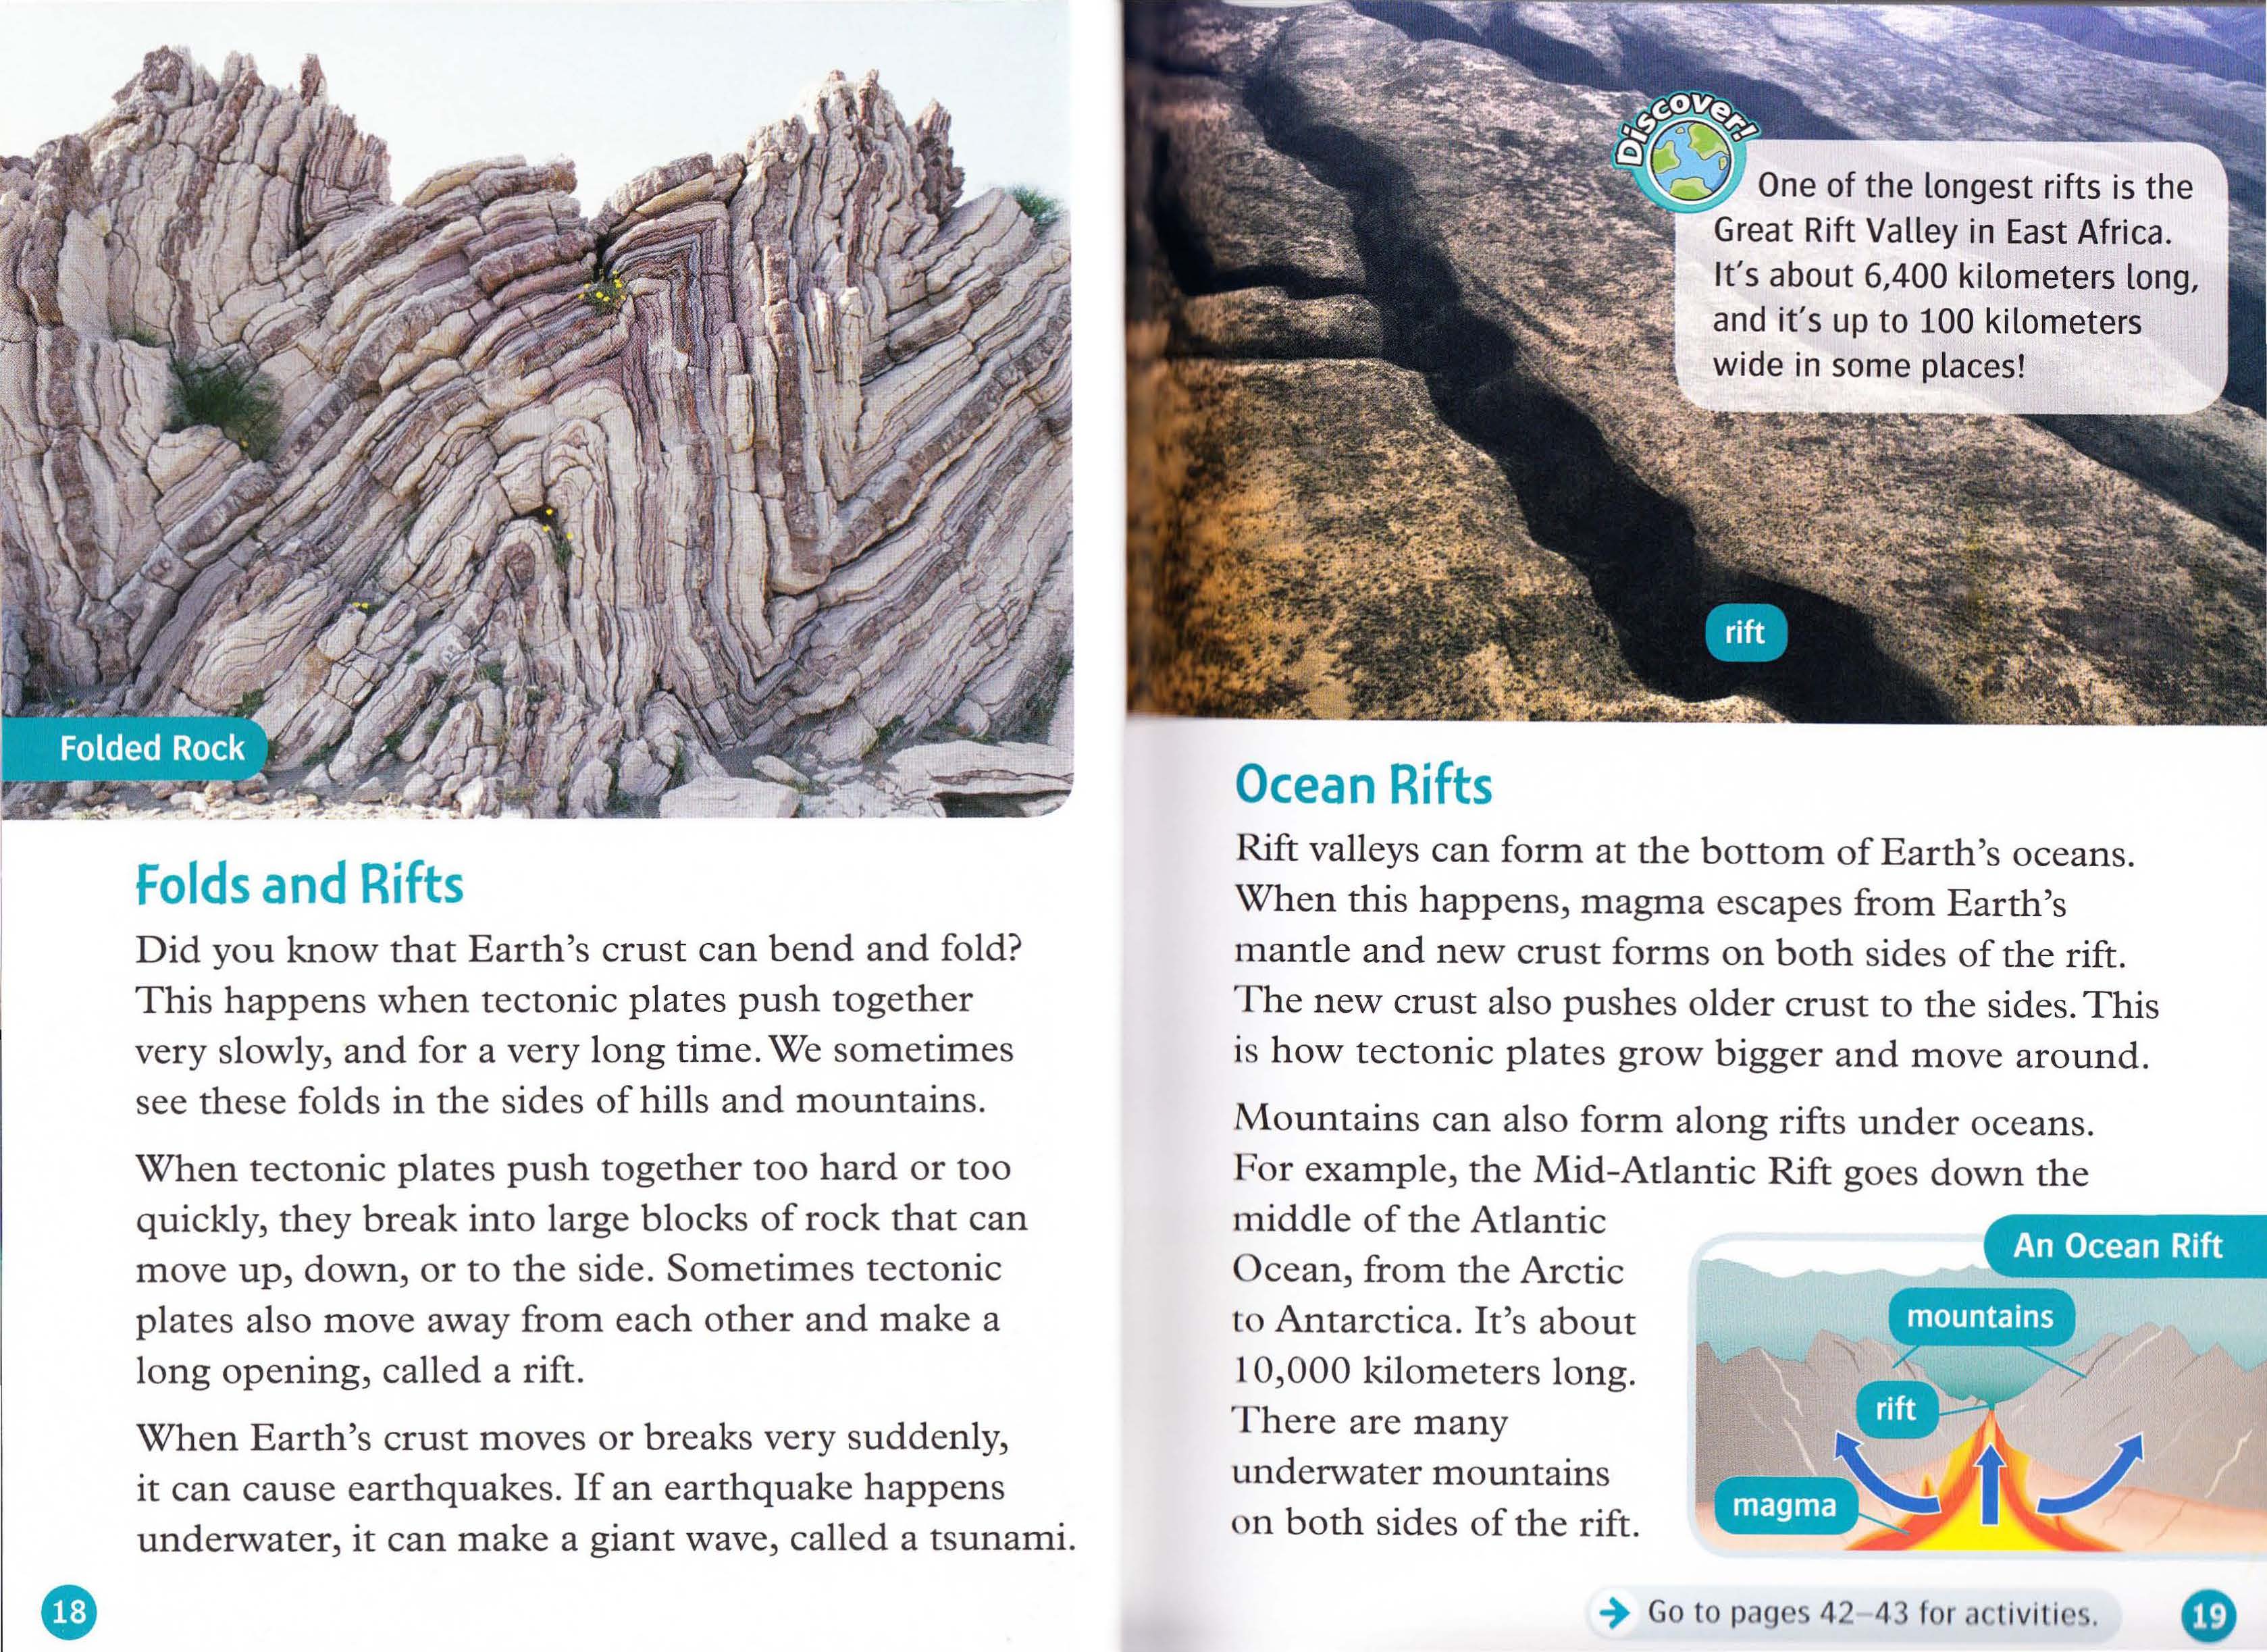 Folded Rock
Folds and Rifts
Did you know that Earth's crust can bend and fold?
This happens when tectonic plates push together
very slowly, and for a very long time. We sometimes
see these folds in the sides of hills and mountains.
When tectonic plates push together too hard or too
quickly, they break into large blocks of rock that can
move up, down, or to the side. Sometimes tectonic
plates also move away from each other and make a
long opening, called a rift.
When Earth's crust moves or breaks very suddenly,
it can cause earthquakes. If an earthquake happens
underwater, it can make a giant wave, called a tsunami.
18
Discover!
One of the longest rifts is the
Great Rift Valley in East Africa.
It's about 6,400 kilometers long,
and it's up to 100 kilometers
wide in some places!
rift
Ocean Rifts
Rift valleys can form at the bottom of Earth's oceans.
When this happens, magma escapes from Earth's
mantle and new crust forms on both sides of the rift.
The new crust also pushes older crust to the sides. This
is how tectonic plates grow bigger and move around.
Mountains can also form along rifts under oceans.
For example, the Mid-Atlantic Rift goes down the
middle of the Atlantic
Ocean, from the Arctic
to Antarctica. It's about
10,000 kilometers long.
There are many
underwater mountains
on both sides of the rift.
An Ocean Rift
mountains
rift
magma
Go to pages 42–43 for activities.
19